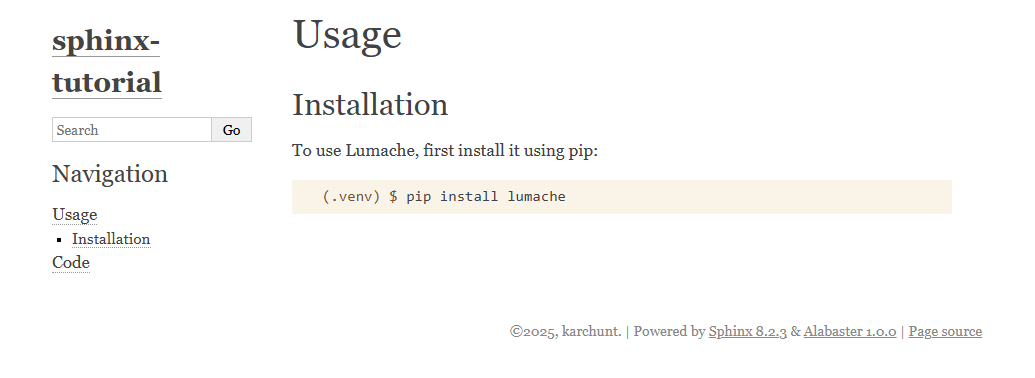 sphinx-
tutorial
Search
Go
Navigation
Usage
Installation
Code
Usage
Installation
To use Lumache, first install it using pip:
(.venv) $ pip install lumache
©2025, karchunt. | Powered by Sphinx 8.2.3 & Alabaster 1.0.0 | Page source